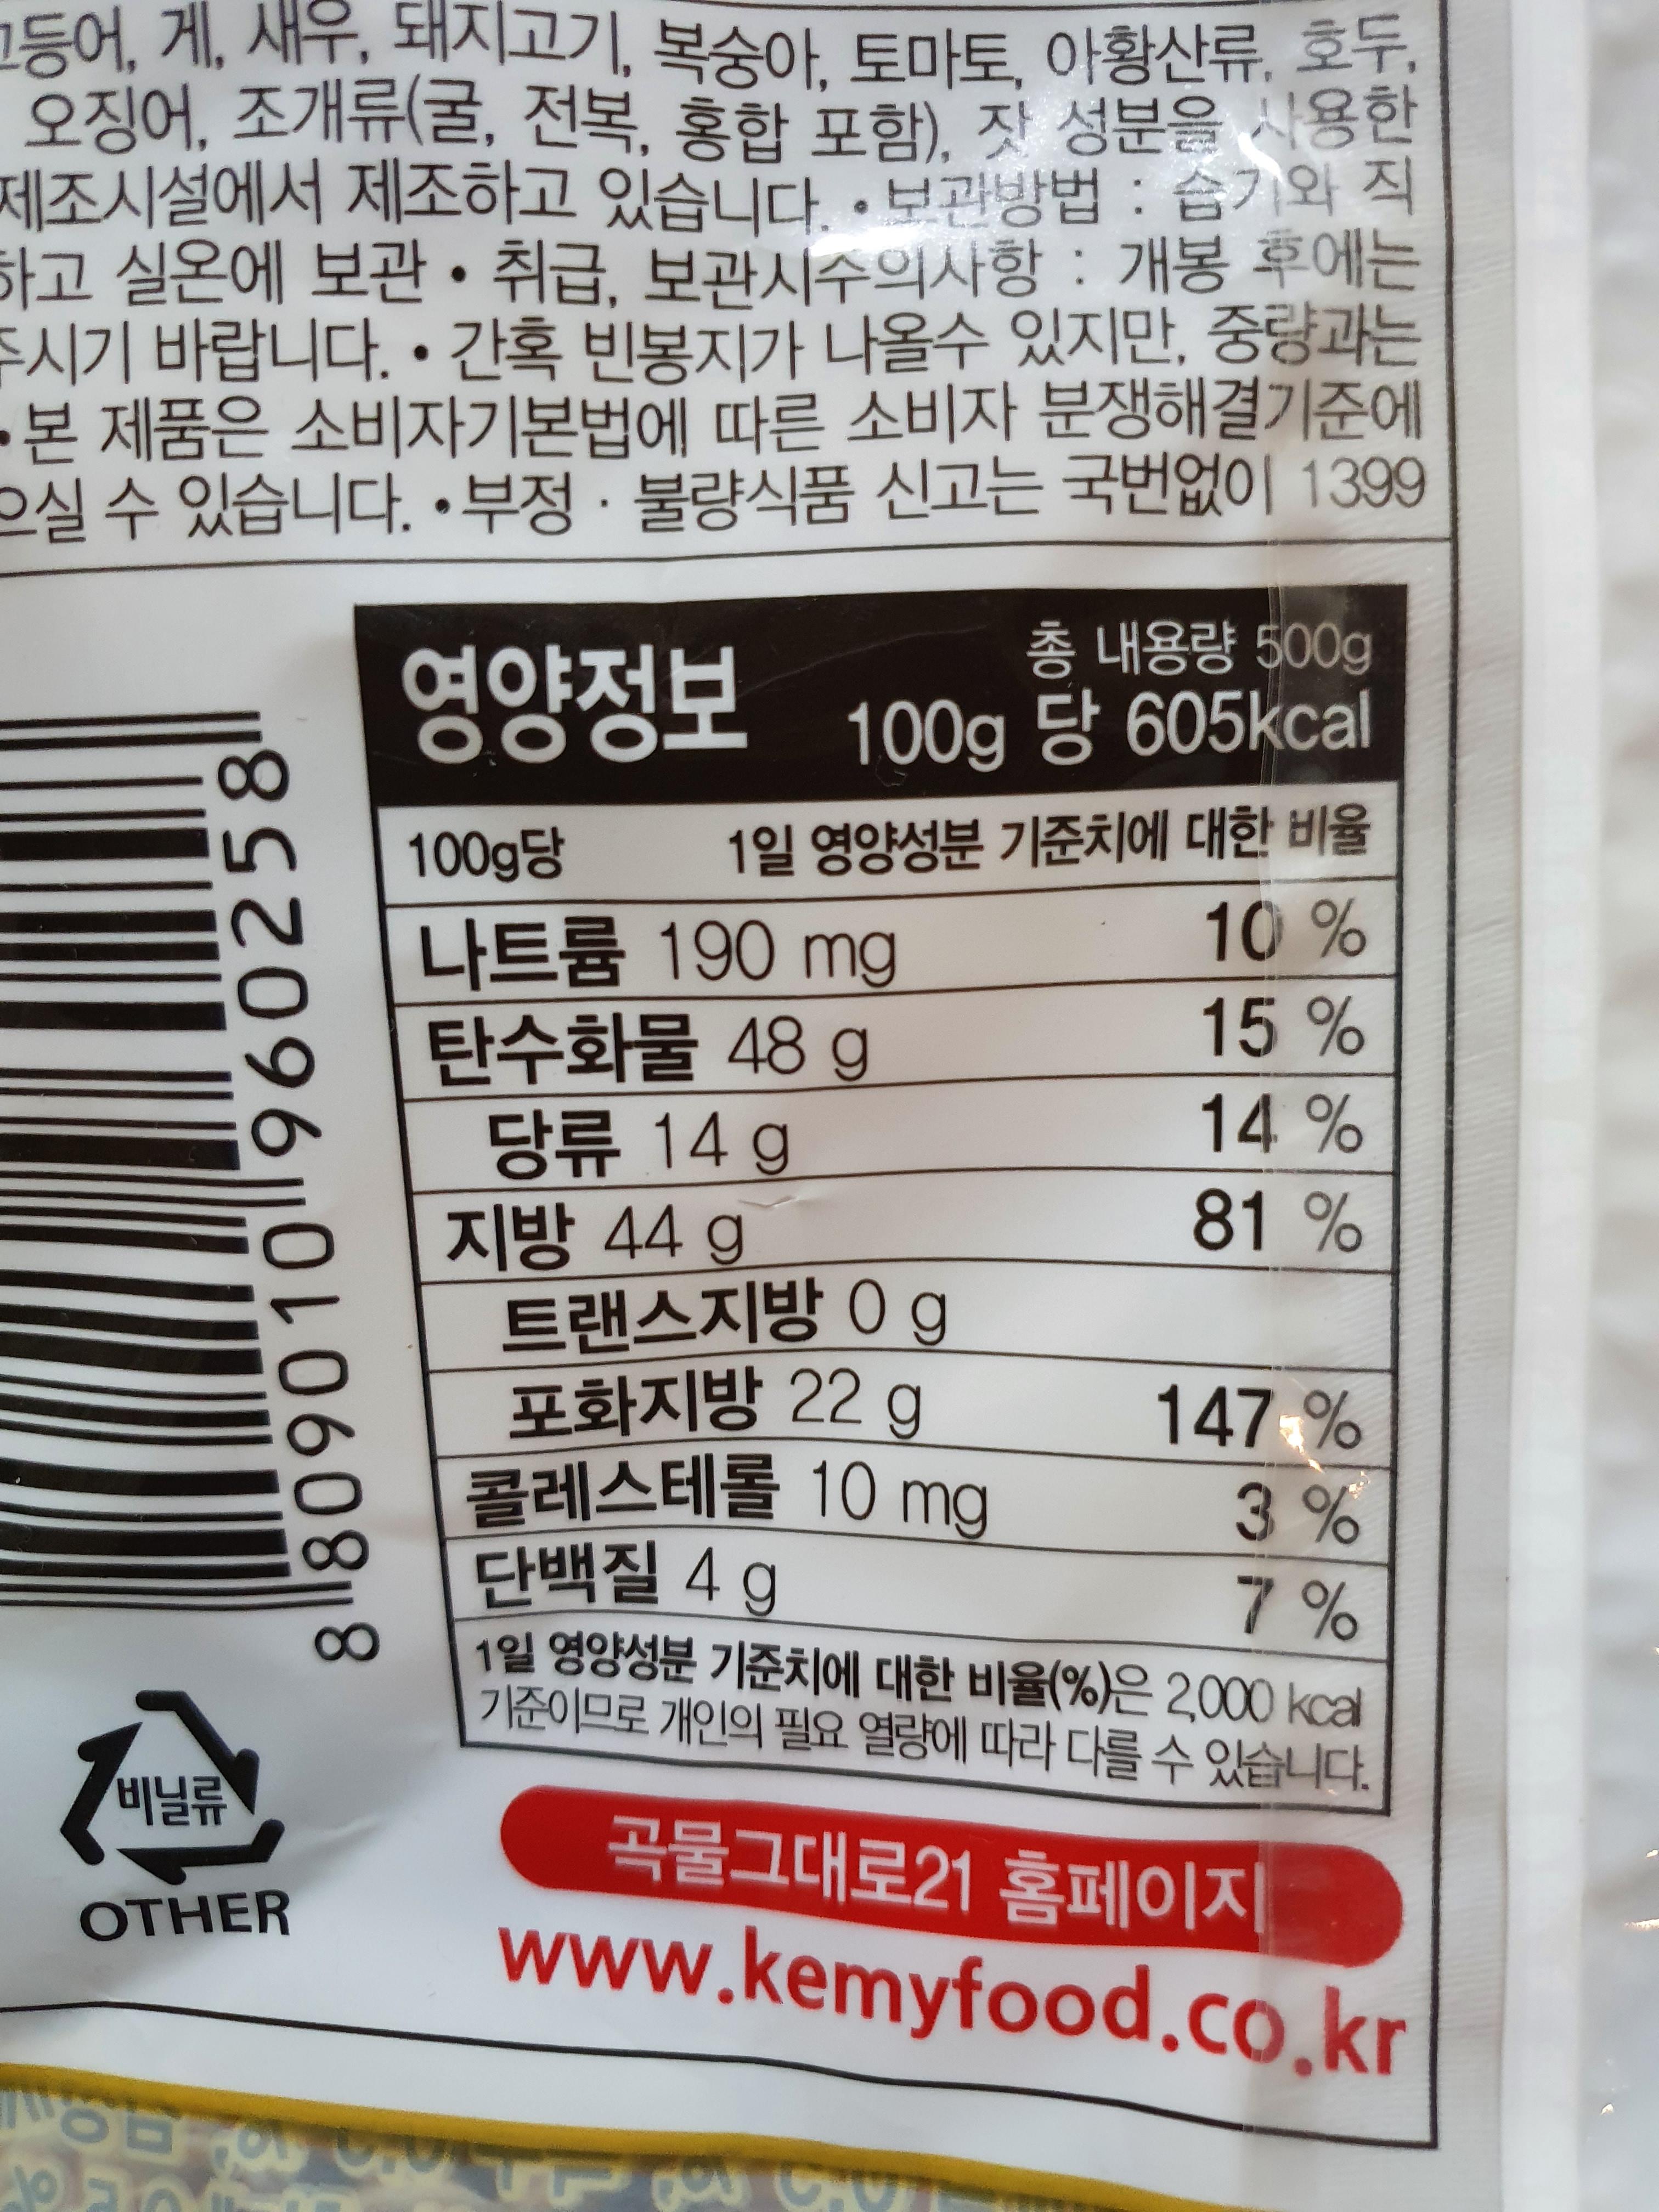 고등어, 게, 새우, 돼지고기, 복숭아, 토마토, 아황산류, 호두,
오징어, 조개류(굴, 전복, 홍합 포함), 잣 성분을 사용한
제조시설에서 제조하고 있습니다. • 보관방법 : 습기와 직
하고 실온에 보관 • 취급, 보관시주의사항 : 개봉 후에는
주시기 바랍니다. • 간혹 빈봉지가 나올수 있지만, 중량과는
• 본 제품은 소비자기본법에 따른 소비자 분쟁해결기준에
으실 수 있습니다. • 부정 · 불량식품 신고는 국번없이 1399
영양정보
총 내용량 500g
100g 당 605kcal
100g당 1일 영양성분 기준치에 대한 비율
나트륨 190 mg 10 %
탄수화물 48 g 15 %
당류 14 g 14 %
지방 44 g 81 %
트랜스지방 0 g
포화지방 22 g 147 %
콜레스테롤 10 mg 3 %
단백질 4 g 7 %
1일 영양성분 기준치에 대한 비율(%)은 2,000 kcal
기준이므로 개인의 필요 열량에 따라 다를 수 있습니다.
8 809010 960258
비닐류
OTHER
곡물그대로21 홈페이지
www.kemyfood.co.kr